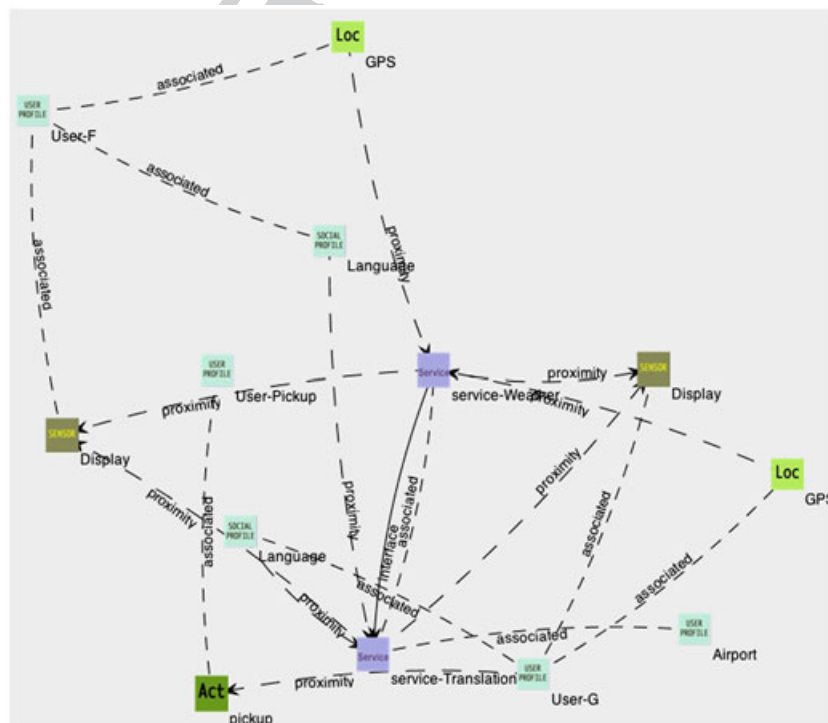 Loc
GPS
associated
USER
PROFILE
User-F
associated
associated
SOCIAL
PROFILE
Language
proximity
USER
PROFILE
User-Pickup
proximity
Service
service-Weather
proximity
proximity
SENSOR
Display
SENSOR
Display
Loc
GPS
proximity
proximity
proximity
associated
associated
associated
SOCIAL
PROFILE
Language
interface
associated
associated
proximity
associated
associated
USER
PROFILE
Airport
Service
service-Translation
proximity
USER
PROFILE
User-G
Act
pickup